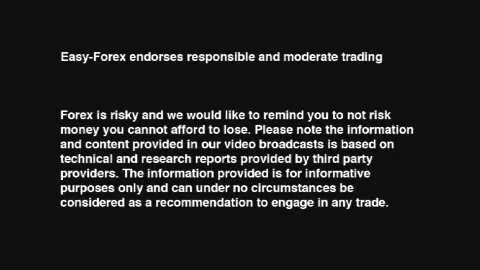 Easy-Forex endorses responsible and moderate trading
Forex is risky and we would like to remind you to not risk
money you cannot afford to lose. Please note the information
and content provided in our video broadcasts is based on
technical and research reports provided by third party
providers. The information provided is for informative
purposes only and can under no circumstances be
considered as a recommendation to engage in any trade.